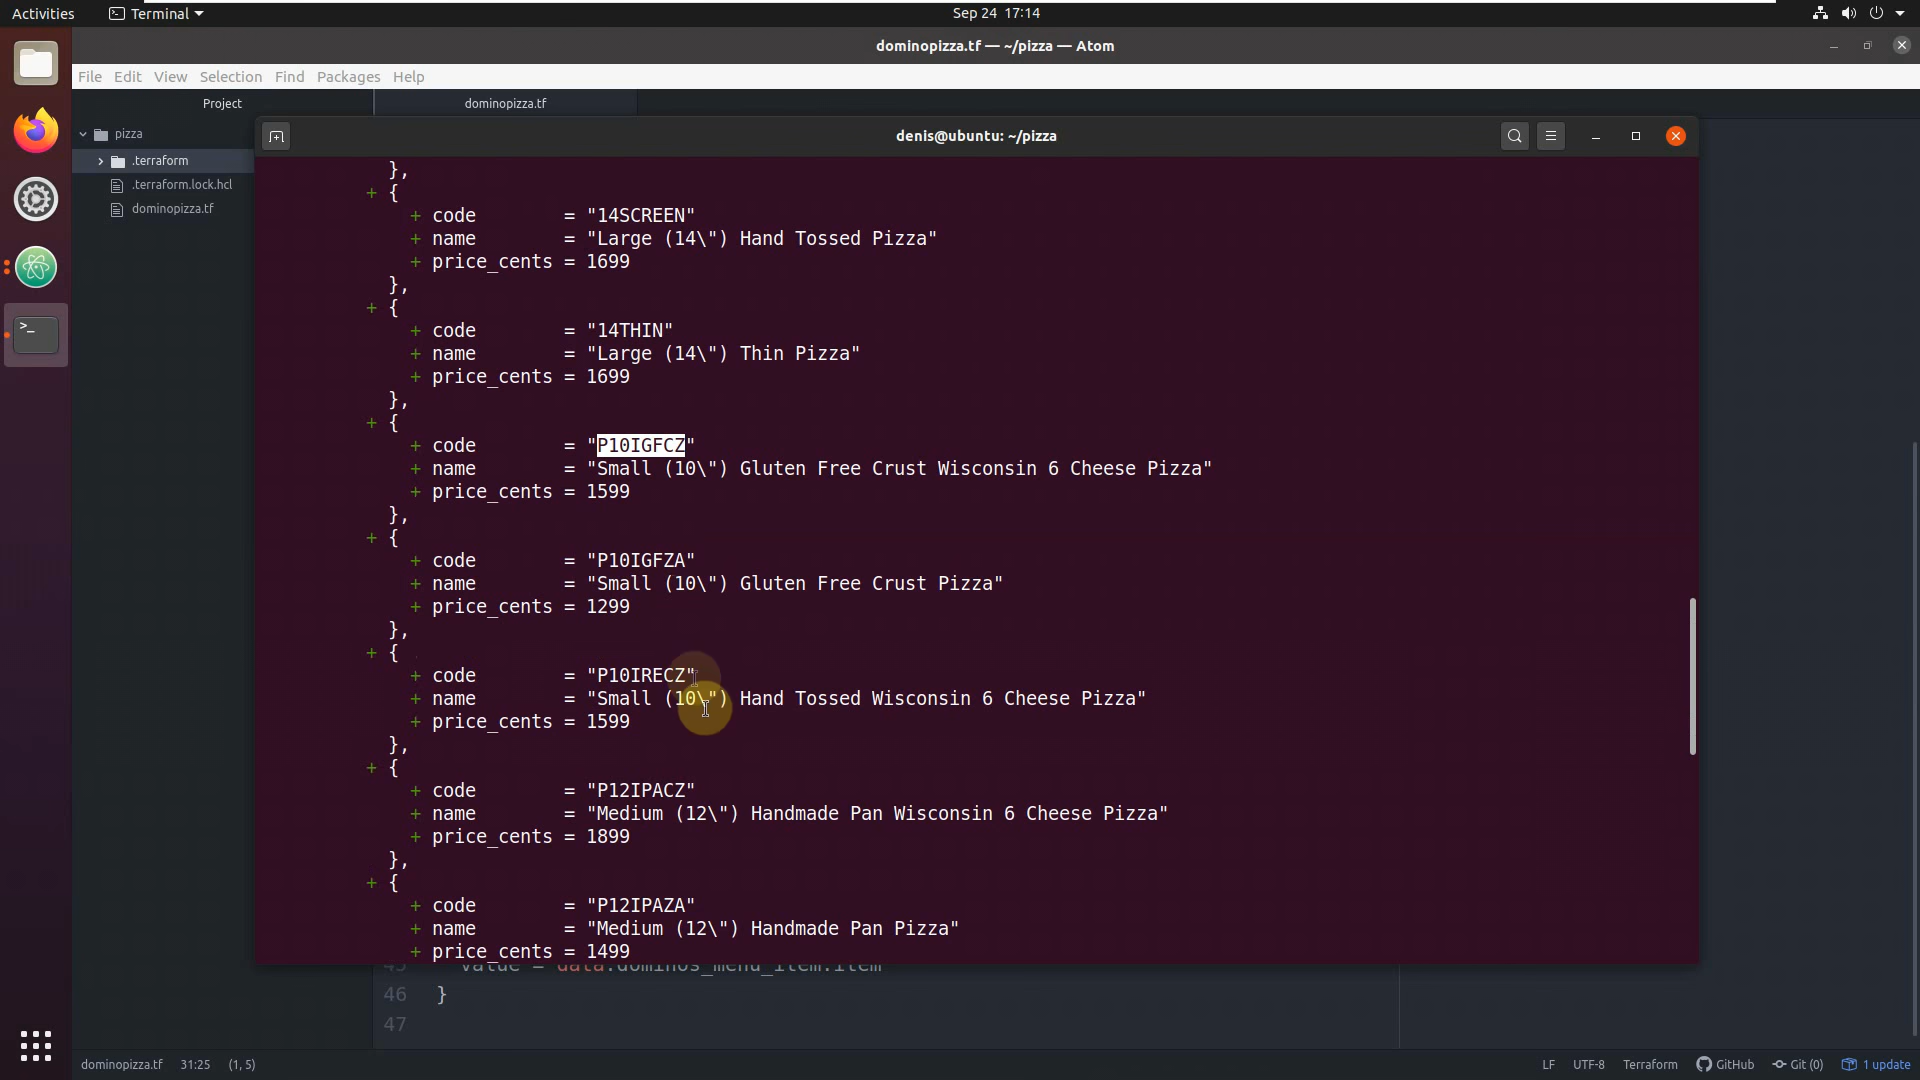 Activities
Terminal
Sep 24 17:14
dominopizza.tf — ~/pizza — Atom
File Edit View Selection Find Packages Help
Project
dominopizza.tf
pizza
.terraform
.terraform.lock.hcl
dominopizza.tf
denis@ubuntu: ~/pizza
},
+ {
+ code = "14SCREEN"
+ name = "Large (14\") Hand Tossed Pizza"
+ price_cents = 1699
},
+ {
+ code = "14THIN"
+ name = "Large (14\") Thin Pizza"
+ price_cents = 1699
},
+ {
+ code = "P10IGFCZ"
+ name = "Small (10\") Gluten Free Crust Wisconsin 6 Cheese Pizza"
+ price_cents = 1599
},
+ {
+ code = "P10IGFZA"
+ name = "Small (10\") Gluten Free Crust Pizza"
+ price_cents = 1299
},
+ {
+ code = "P10IRECZ"
+ name = "Small (10\") Hand Tossed Wisconsin 6 Cheese Pizza"
+ price_cents = 1599
},
+ {
+ code = "P12IPACZ"
+ name = "Medium (12\") Handmade Pan Wisconsin 6 Cheese Pizza"
+ price_cents = 1899
},
+ {
+ code = "P12IPAZA"
+ name = "Medium (12\") Handmade Pan Pizza"
+ price_cents = 1499
45 value = data.dominos_menu_item.item
46 }
47
dominopizza.tf 31:25 (1, 5)
LF UTF-8 Terraform GitHub Git (0) 1 update